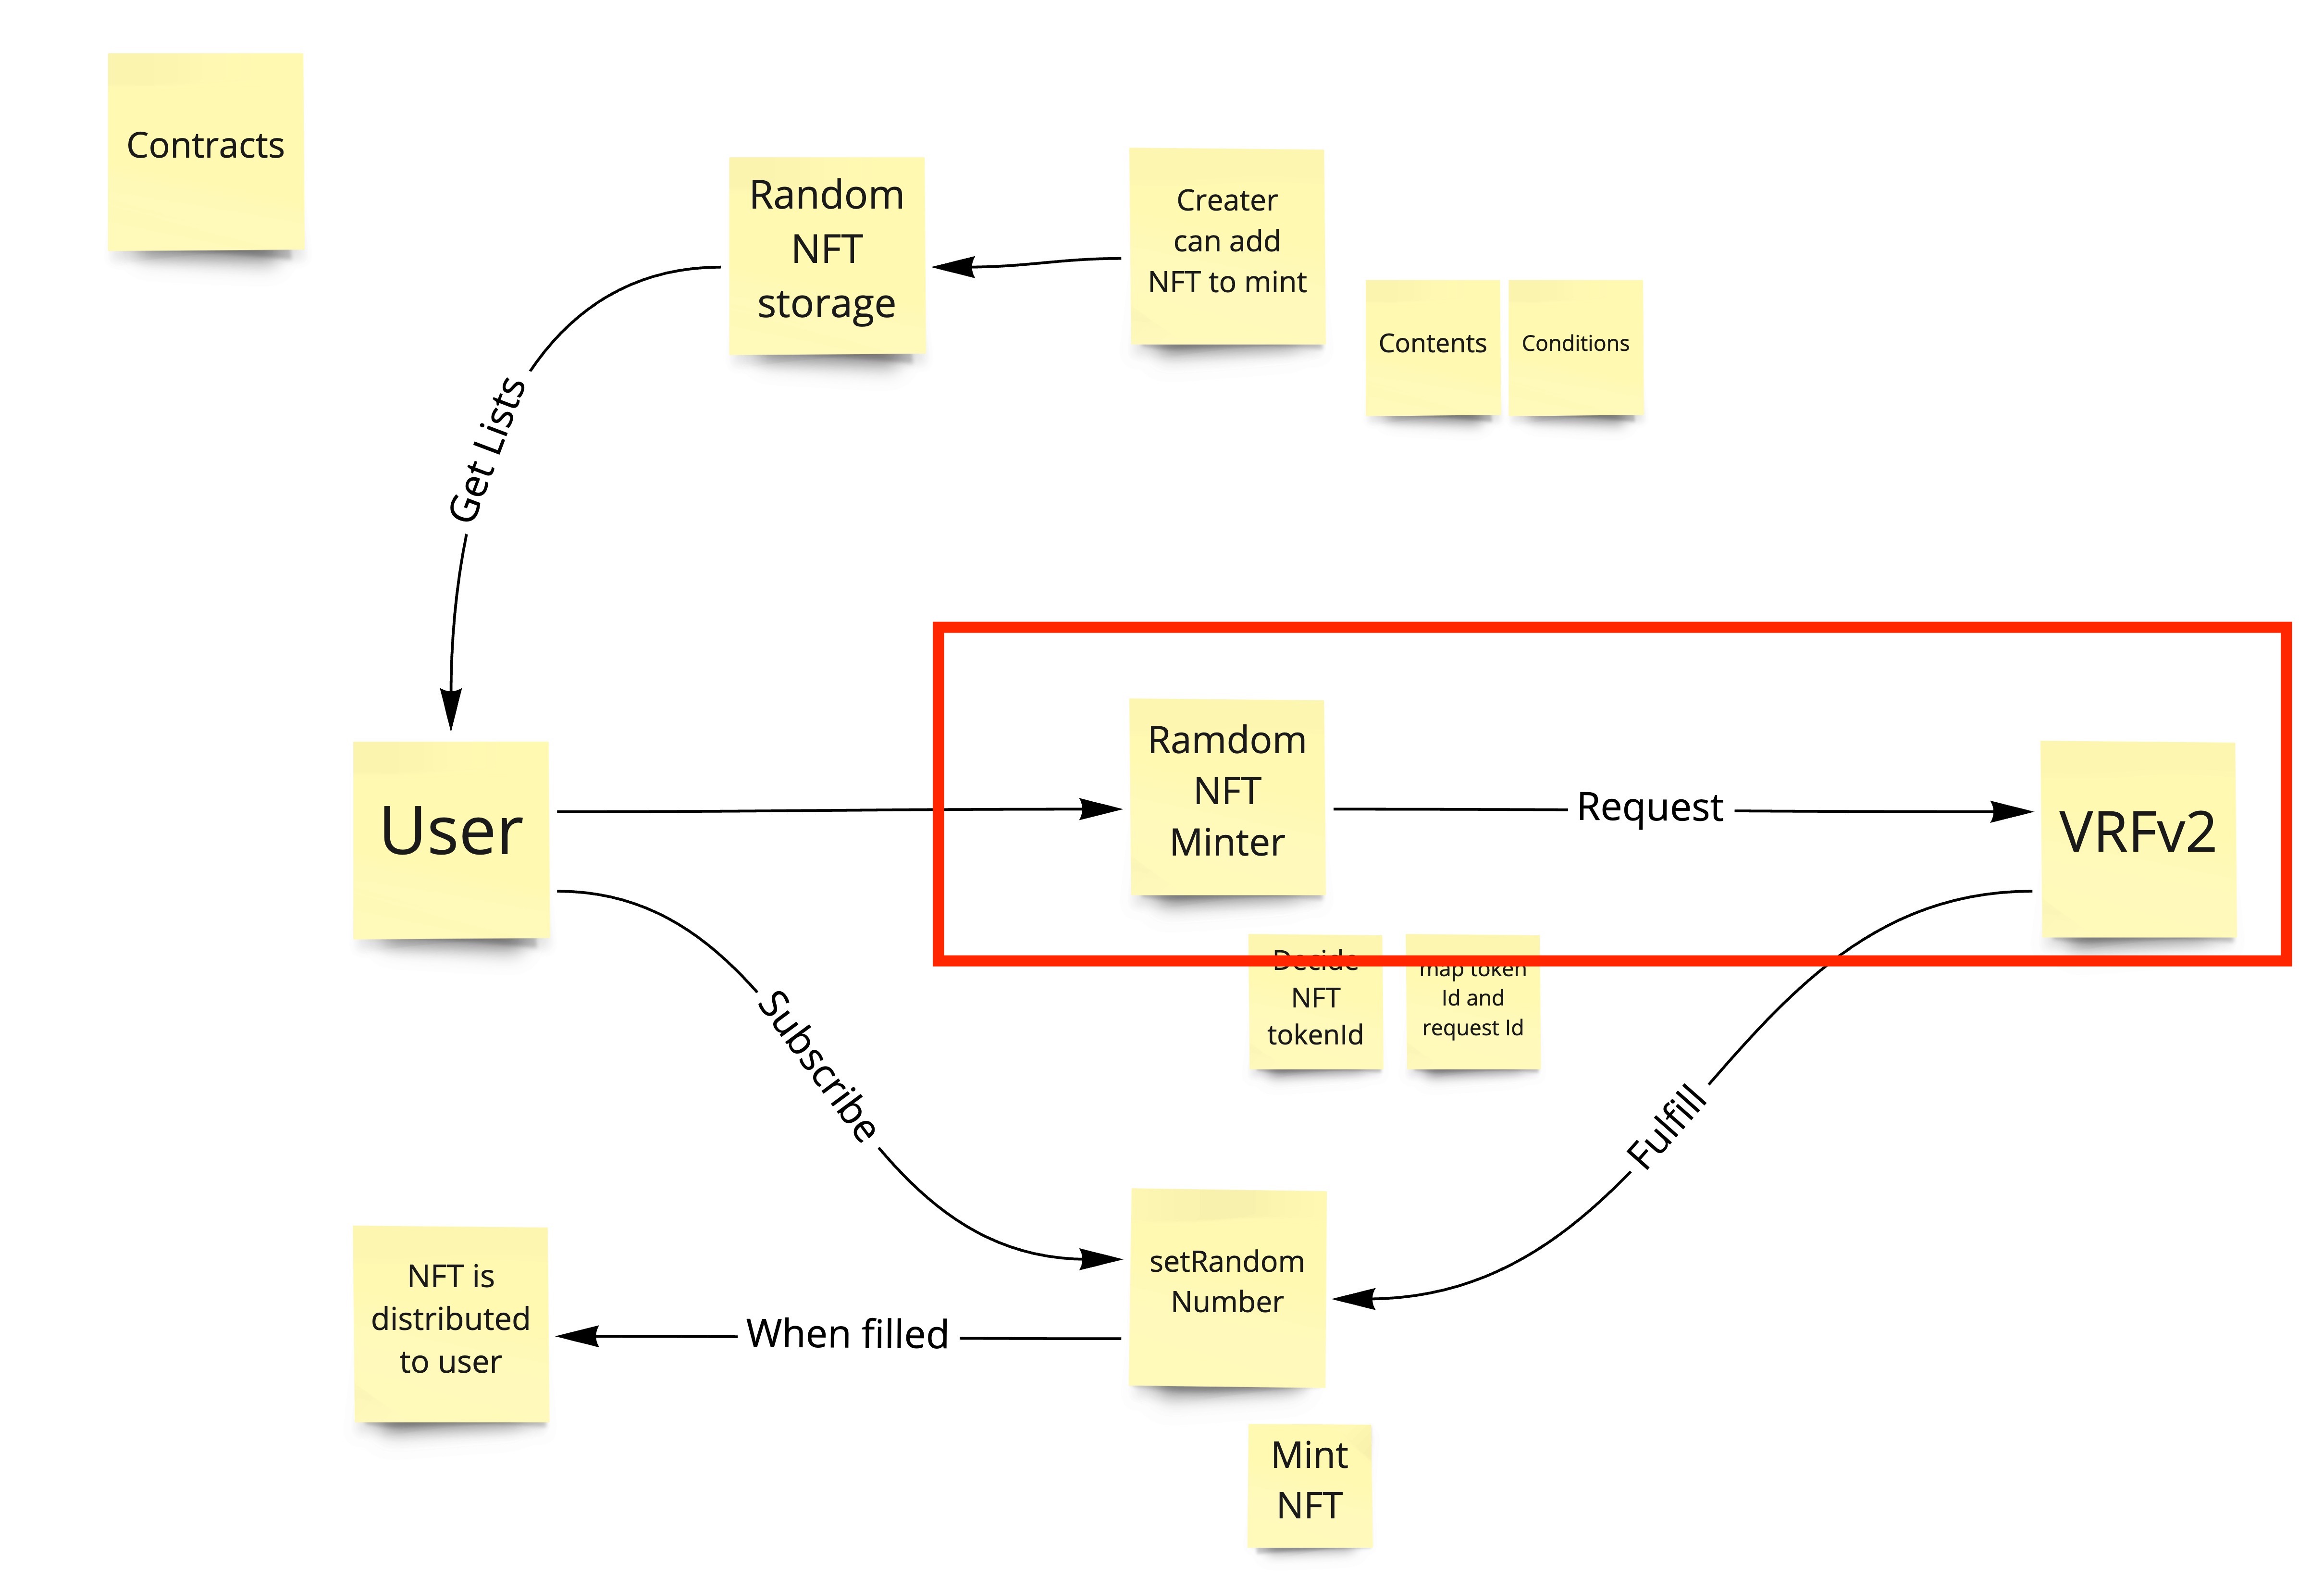 Contracts
Random
NFT
storage
Creater
can add
NFT to mint
Contents
Conditions
Get Lists
User
Ramdom
NFT
Minter
Request
VRFv2
Decide
NFT
tokenId
map token
Id and
request Id
Subscribe
Fulfill
setRandom
Number
When filled
NFT is
distributed
to user
Mint
NFT